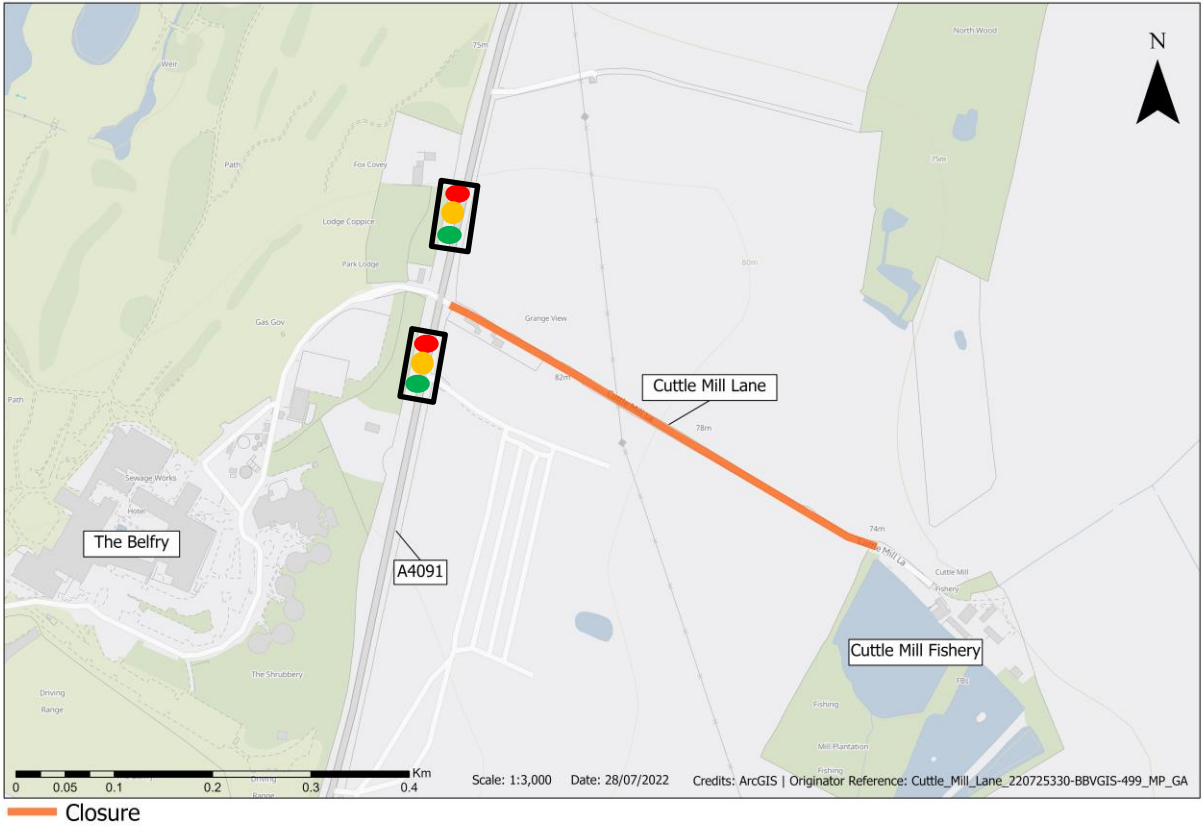 North Wood
N
75m
Weir
Path
Fox Covey
75m
Lodge Coppice
Park Lodge
80m
Gas Gov
Grange View
82m
Cuttle Mill Lane
78m
Path
Sewage Works
Hotel
The Belfry
A4091
74m
Cuttle Mill La
Cuttle Mill
Fishery
Cuttle Mill Fishery
The Shrubbery
FBs
Driving
Range
Fishing
Mill Plantation
Fishing
Driving
Range
Km
0 0.05 0.1 0.2 0.3 0.4
Scale: 1:3,000 Date: 28/07/2022 Credits: ArcGIS | Originator Reference: Cuttle_Mill_Lane_220725330-BBVGIS-499_MP_GA
Closure